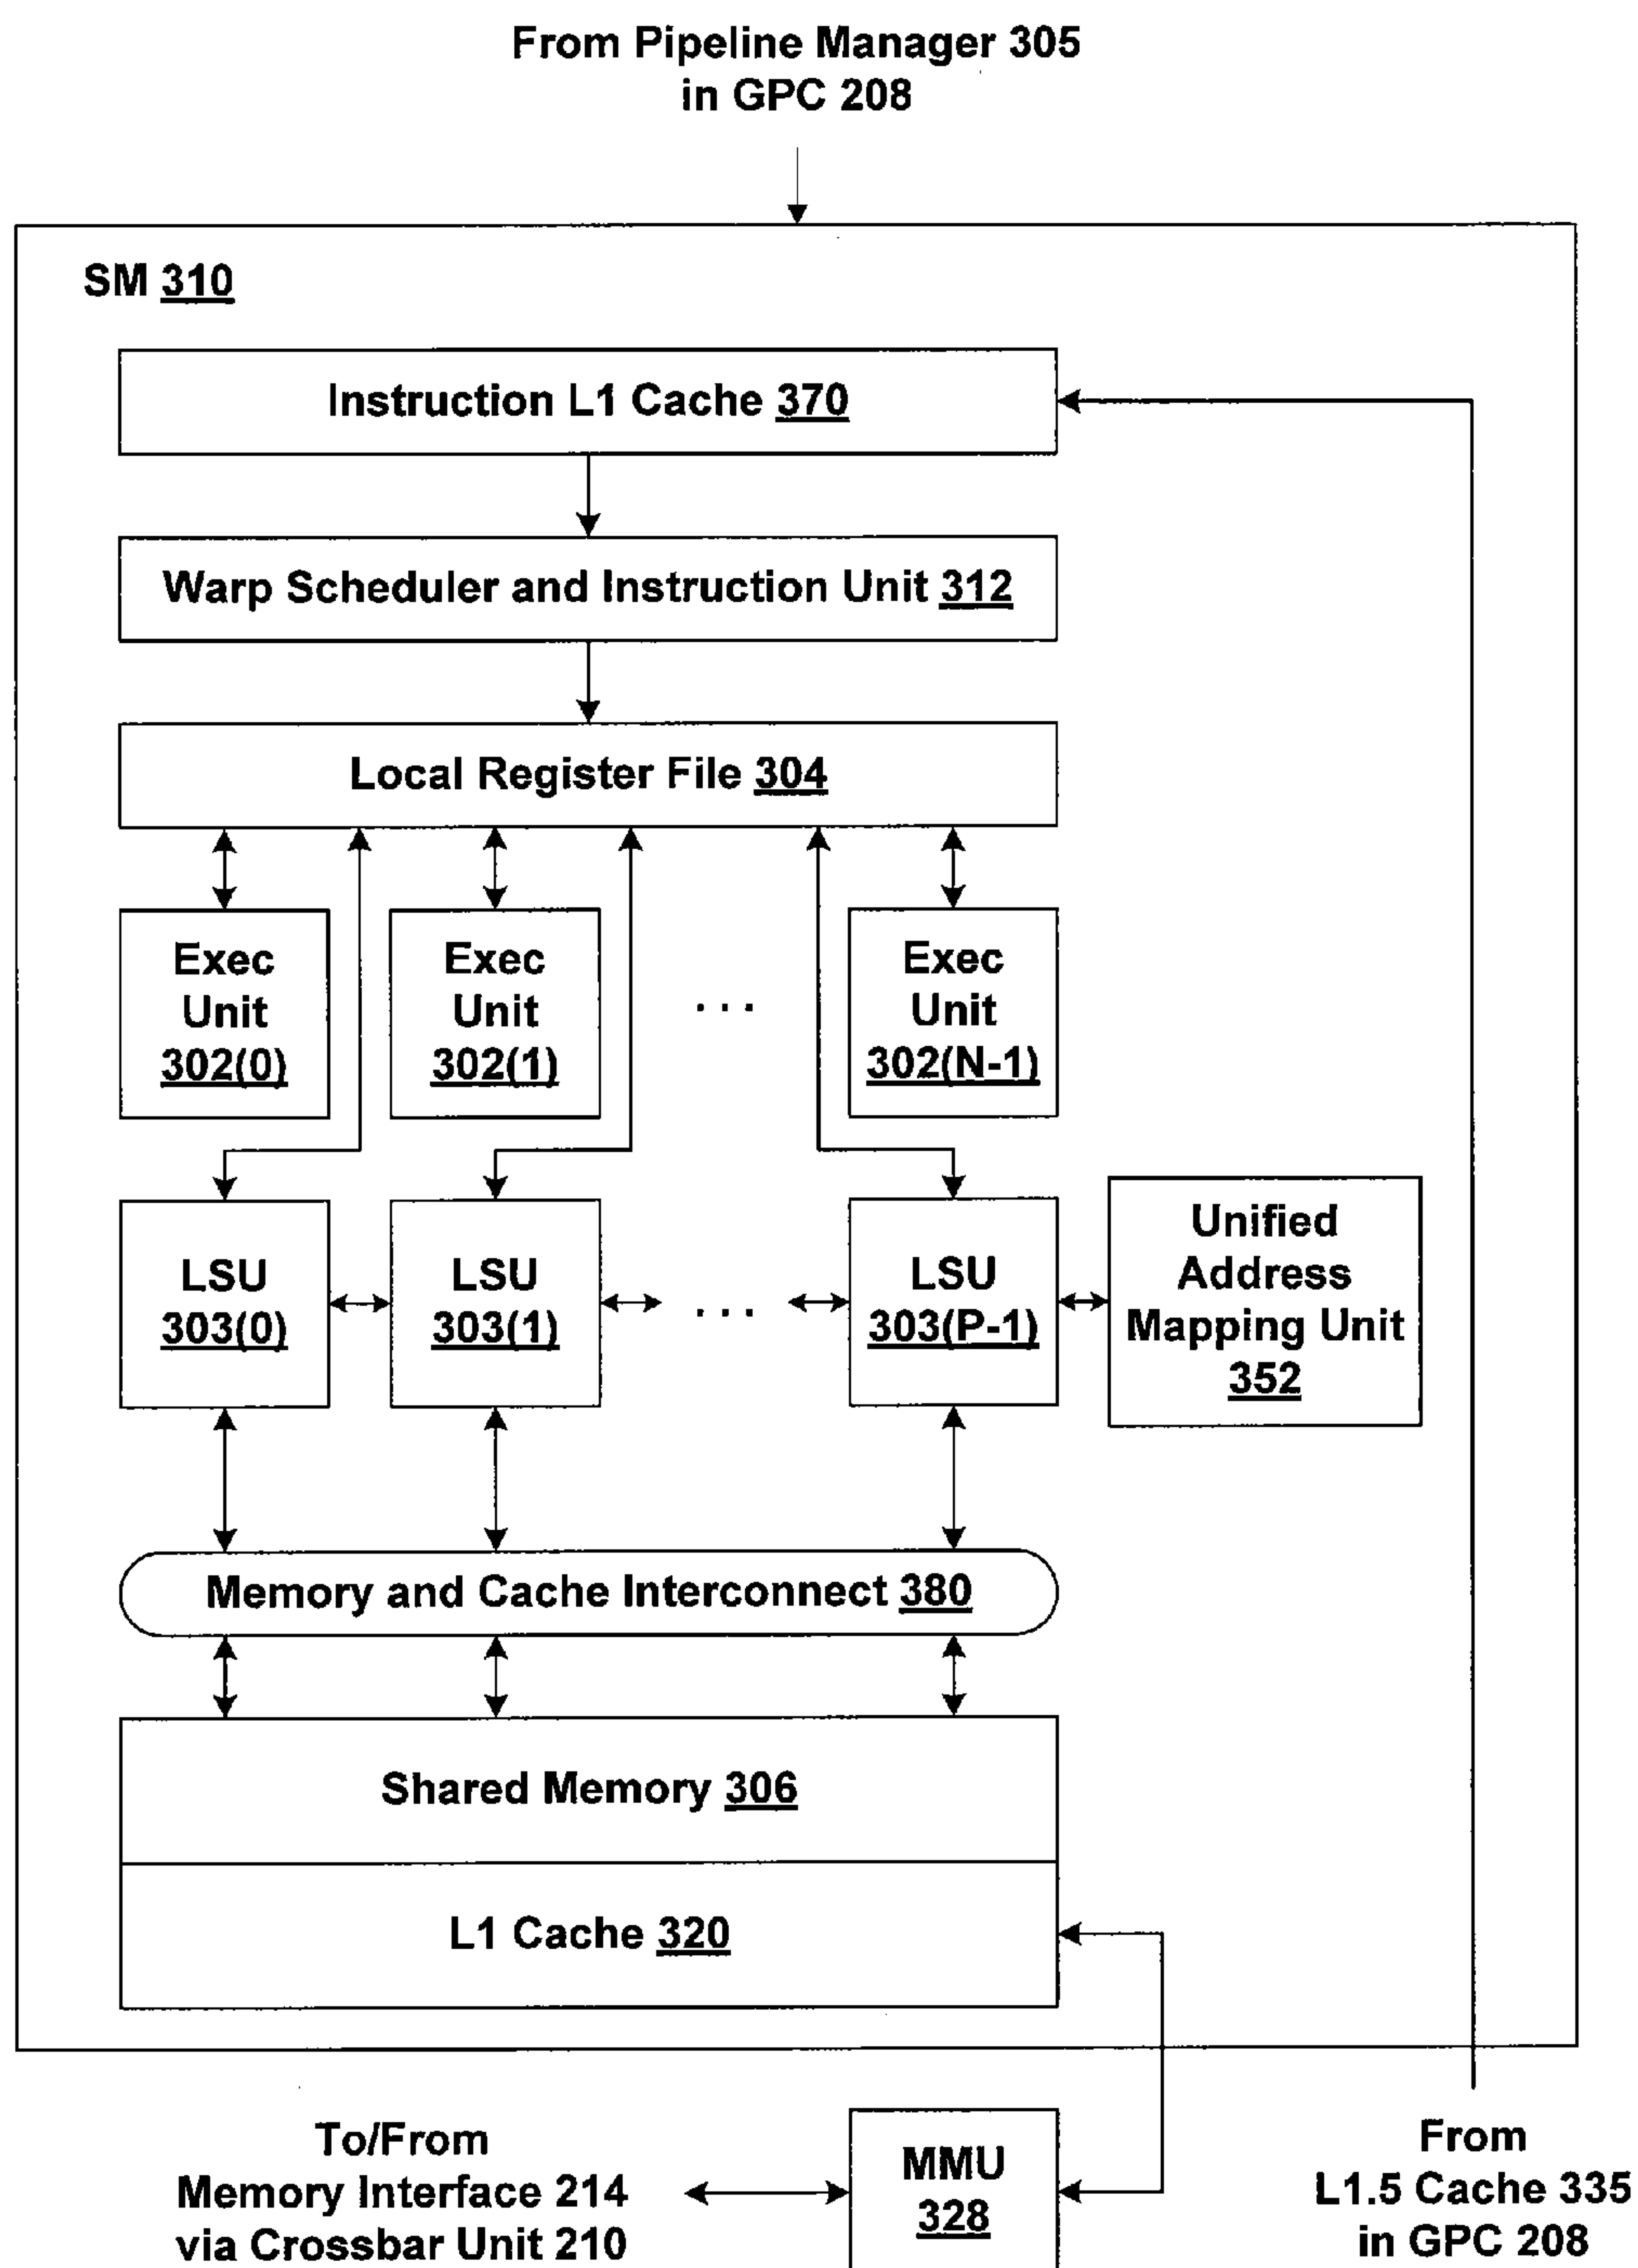 From Pipeline Manager 305
in GPC 208
SM 310
Instruction L1 Cache 370
Warp Scheduler and Instruction Unit 312
Local Register File 304
Exec
Unit
302(0)
Exec
Unit
302(1)
. . .
Exec
Unit
302(N-1)
LSU
303(0)
LSU
303(1)
. . .
LSU
303(P-1)
Unified
Address
Mapping Unit
352
Memory and Cache Interconnect 380
Shared Memory 306
L1 Cache 320
To/From
Memory Interface 214
via Crossbar Unit 210
MMU
328
From
L1.5 Cache 335
in GPC 208